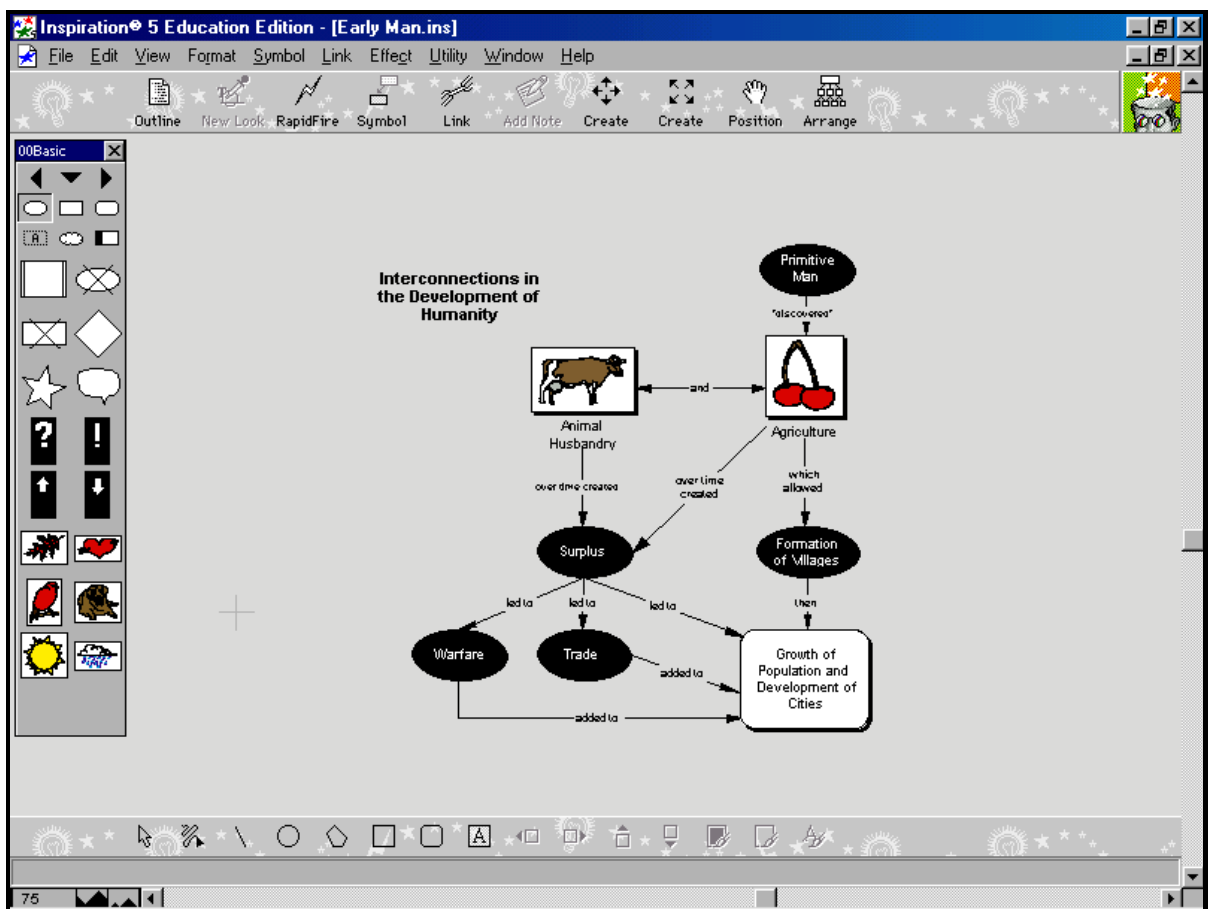 Inspiration® 5 Education Edition - [Early Man.ins]
File Edit View Format Symbol Link Effect Utility Window Help
Outline New Look RapidFire Symbol Link Add Note Create Create Position Arrange
00Basic
A
?
!
Interconnections in
the Development of
Humanity
Primitive
Man
"discovered"
and
Animal
Husbandry
Agriculture
over time created
over time
created
which
allowed
Surplus
Formation
of Villages
led to
led to
led to
then
Warfare
Trade
Growth of
Population and
Development of
Cities
added to
added to
A
75